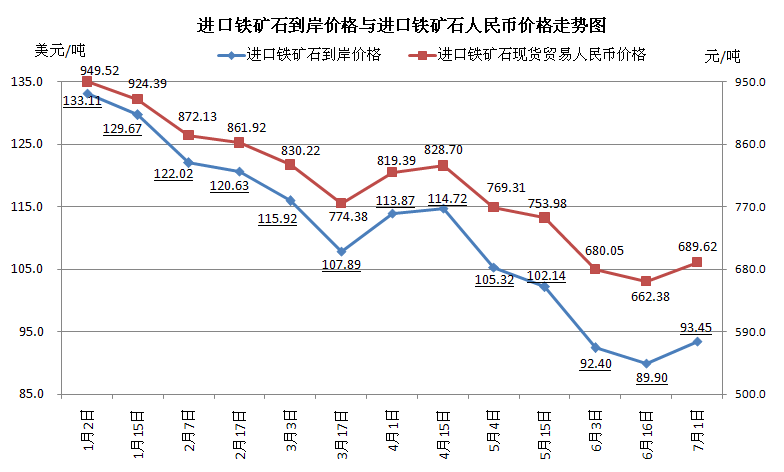 进口铁矿石到岸价格与进口铁矿石人民币价格走势图
美元/吨
进口铁矿石到岸价格
进口铁矿石现货贸易人民币价格
元/吨
135.0
125.0
115.0
105.0
95.0
85.0
949.52
924.39
872.13
861.92
830.22
774.38
819.39
828.70
769.31
753.98
680.05
662.38
689.62
133.11
129.67
122.02
120.63
115.92
107.89
113.87
114.72
105.32
102.14
92.40
89.90
93.45
950.0
860.0
770.0
680.0
590.0
500.0
1月2日
1月15日
2月7日
2月17日
3月3日
3月17日
4月1日
4月15日
5月4日
5月15日
6月3日
6月16日
7月1日